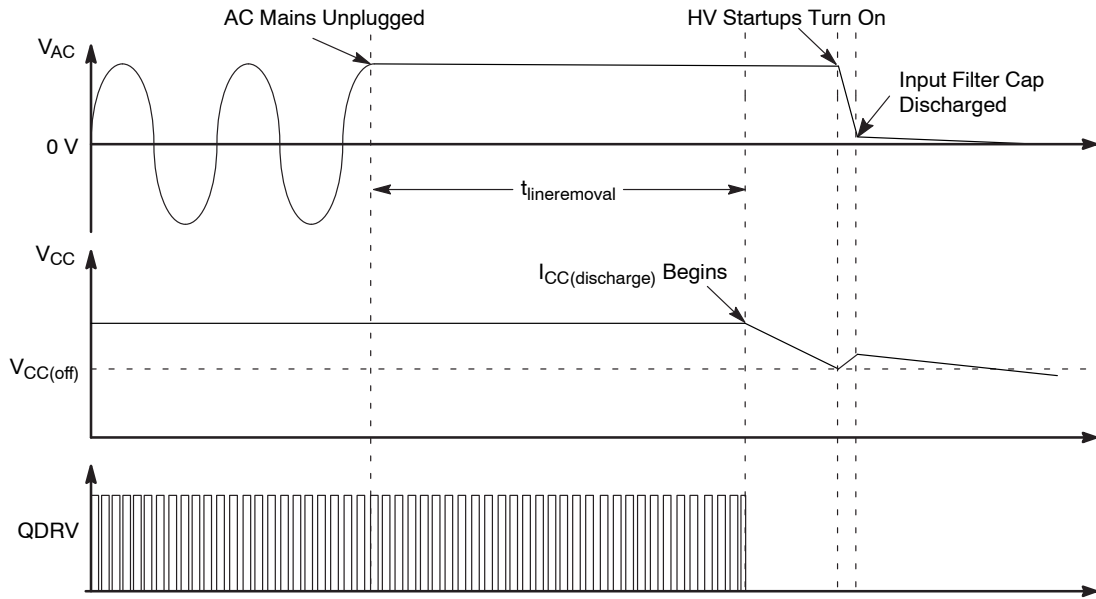 AC Mains Unplugged
HV Startups Turn On
VAC
Input Filter Cap
Discharged
0 V
tlineremoval
VCC
ICC(discharge) Begins
VCC(off)
QDRV